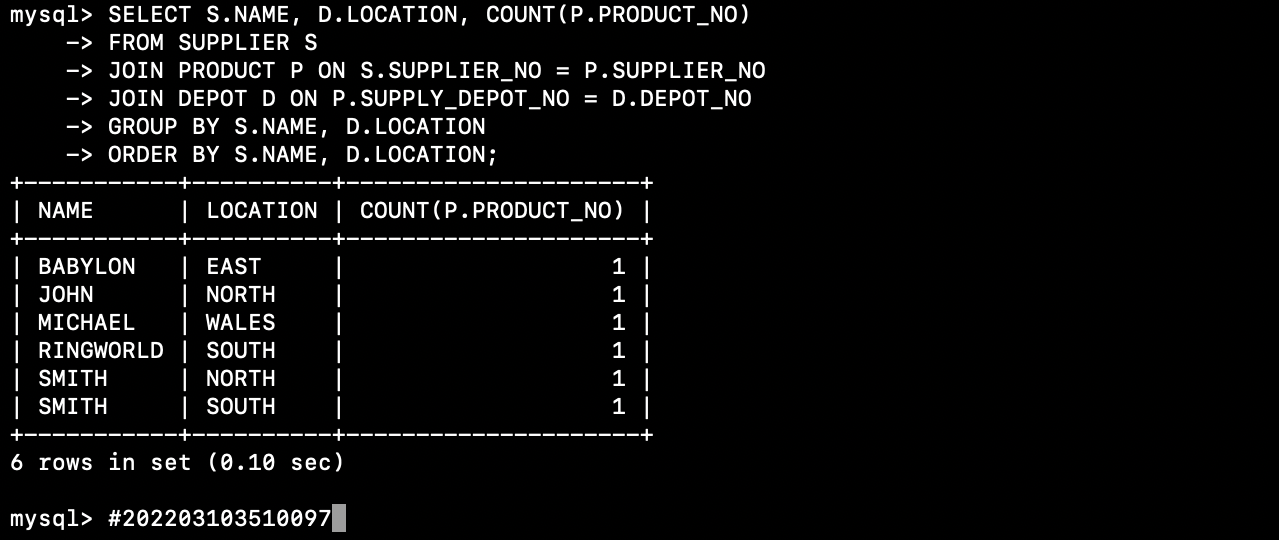 mysql> SELECT S.NAME, D.LOCATION, COUNT(P.PRODUCT_NO)
    -> FROM SUPPLIER S
    -> JOIN PRODUCT P ON S.SUPPLIER_NO = P.SUPPLIER_NO
    -> JOIN DEPOT D ON P.SUPPLY_DEPOT_NO = D.DEPOT_NO
    -> GROUP BY S.NAME, D.LOCATION
    -> ORDER BY S.NAME, D.LOCATION;
+-----------+----------+---------------------+
| NAME      | LOCATION | COUNT(P.PRODUCT_NO) |
+-----------+----------+---------------------+
| BABYLON   | EAST     |                   1 |
| JOHN      | NORTH    |                   1 |
| MICHAEL   | WALES    |                   1 |
| RINGWORLD | SOUTH    |                   1 |
| SMITH     | NORTH    |                   1 |
| SMITH     | SOUTH    |                   1 |
+-----------+----------+---------------------+
6 rows in set (0.10 sec)

mysql> #202203103510097